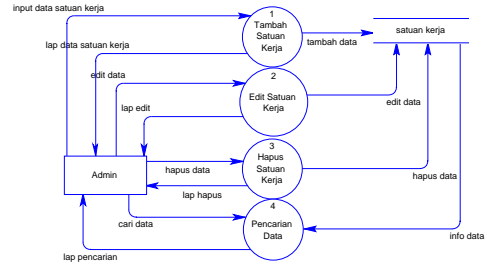 input data satuan kerja
1
Tambah
Satuan
Kerja
satuan kerja
tambah data
lap data satuan kerja
edit data
2
Edit Satuan
Kerja
lap edit
edit data
3
Hapus
Satuan
Kerja
hapus data
hapus data
Admin
lap hapus
4
Pencarian
Data
cari data
info data
lap pencarian